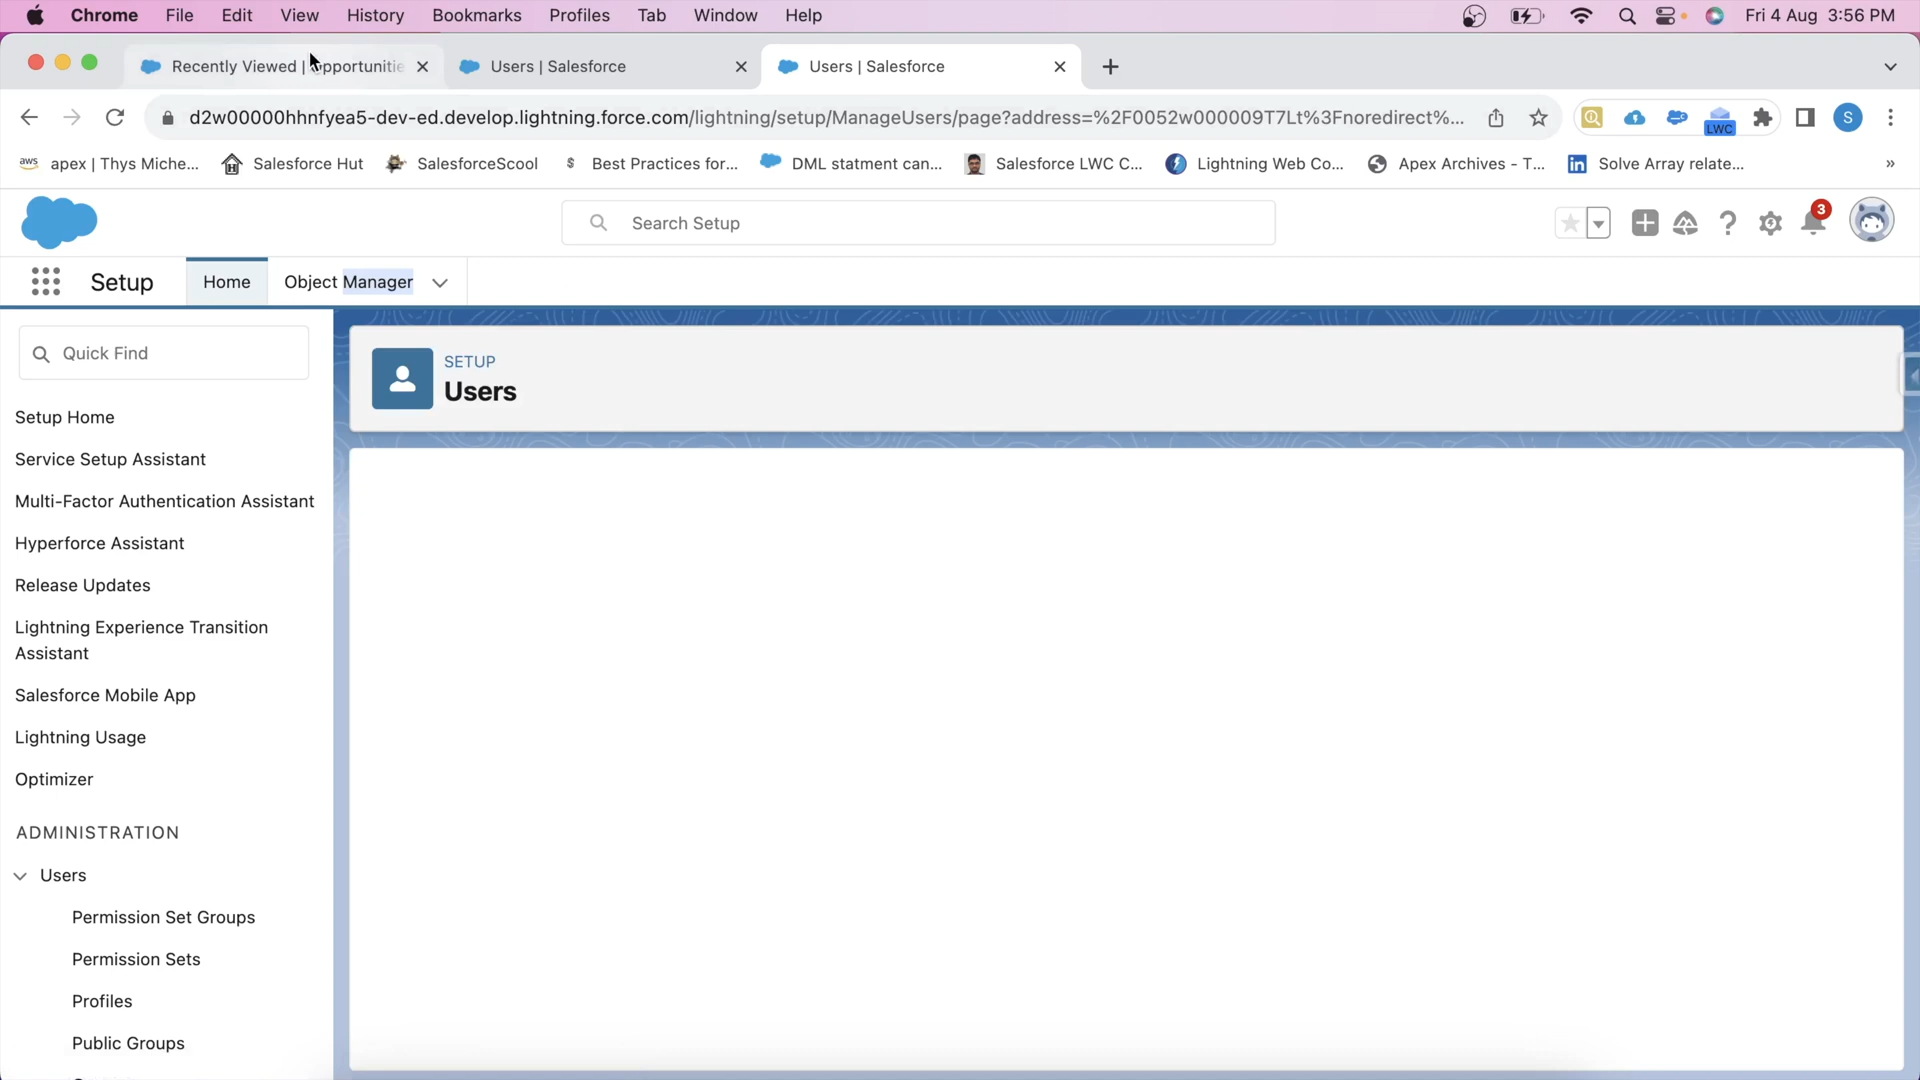 Chrome File Edit View History Bookmarks Profiles Tab Window Help Fri 4 Aug 3:56 PM
Recently Viewed | Opportunitie Users | Salesforce Users | Salesforce
d2w00000hhnfyea5-dev-ed.develop.lightning.force.com/lightning/setup/ManageUsers/page?address=%2F0052w000009T7Lt%3Fnoredirect%... LWC S
aws apex | Thys Miche... Salesforce Hut SalesforceScool S Best Practices for... DML statment can... Salesforce LWC C... Lightning Web Co... Apex Archives - T... in Solve Array relate... »
Search Setup 3
Setup Home Object Manager
Quick Find
SETUP
Users
Setup Home
Service Setup Assistant
Multi-Factor Authentication Assistant
Hyperforce Assistant
Release Updates
Lightning Experience Transition
Assistant
Salesforce Mobile App
Lightning Usage
Optimizer
ADMINISTRATION
Users
Permission Set Groups
Permission Sets
Profiles
Public Groups